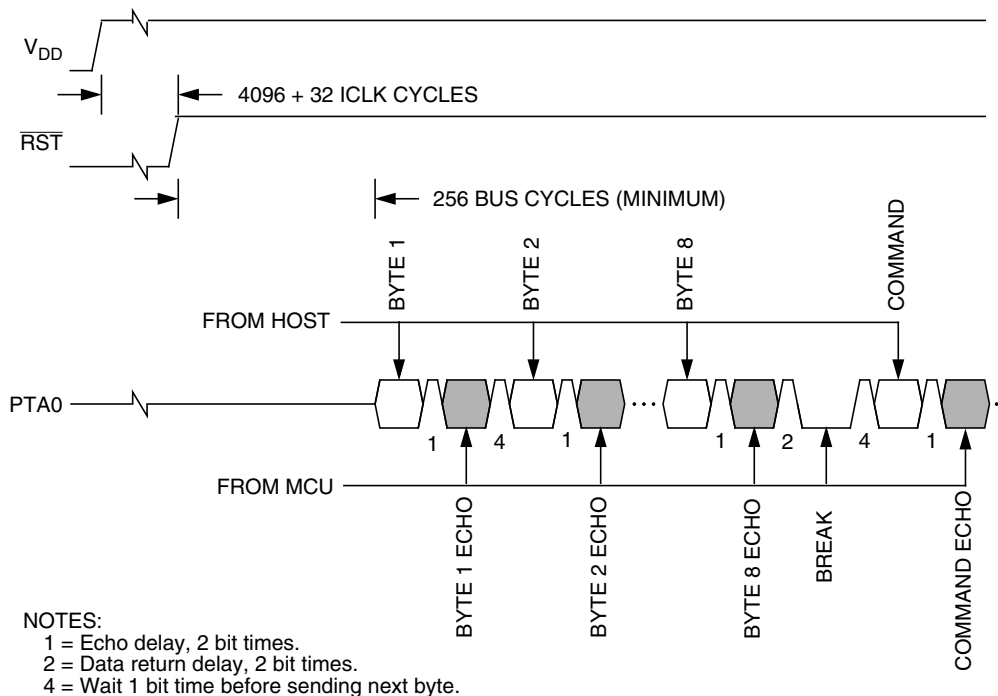 VDD
4096 + 32 ICLK CYCLES
RST
256 BUS CYCLES (MINIMUM)
BYTE 1
BYTE 2
BYTE 8
COMMAND
FROM HOST
PTA0
1
4
1
1
2
4
1
FROM MCU
BYTE 1 ECHO
BYTE 2 ECHO
BYTE 8 ECHO
BREAK
COMMAND ECHO
NOTES:
1 = Echo delay, 2 bit times.
2 = Data return delay, 2 bit times.
4 = Wait 1 bit time before sending next byte.